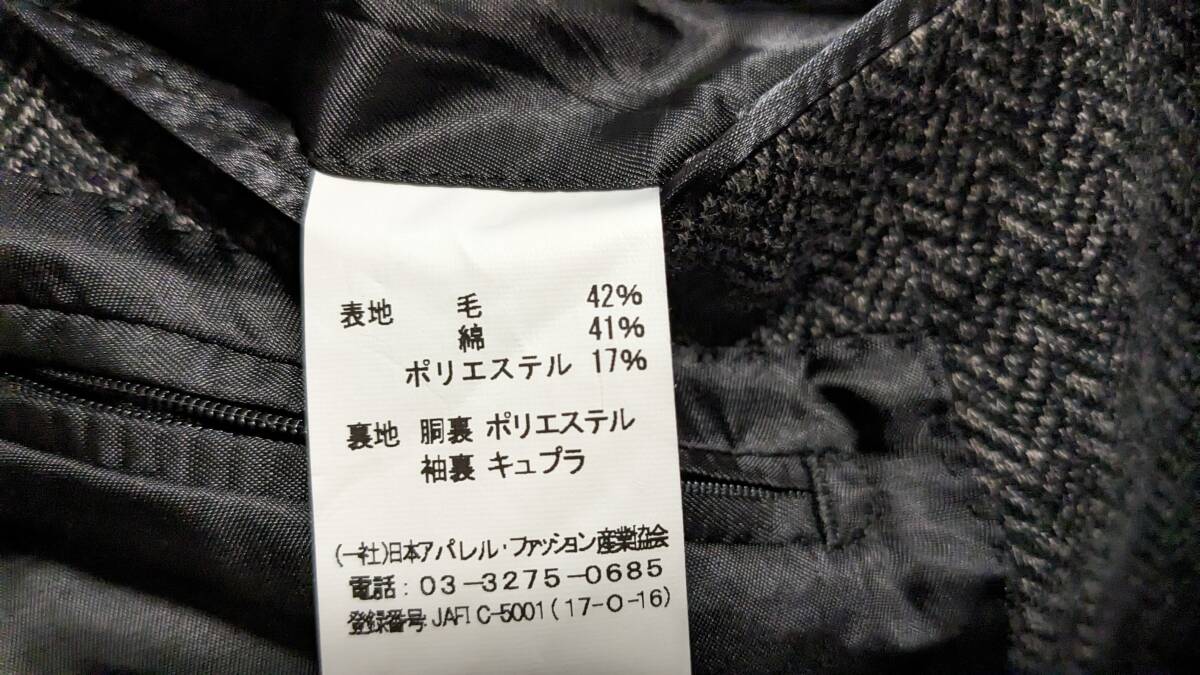 表地 毛 42%
綿 41%
ポリエステル 17%
裏地 胴裏 ポリエステル
袖裏 キュプラ
(一社)日本アパレル・ファッション産業協会
電話：03-3275-0685
登録番号:JAFIC-5001(17-O-16)